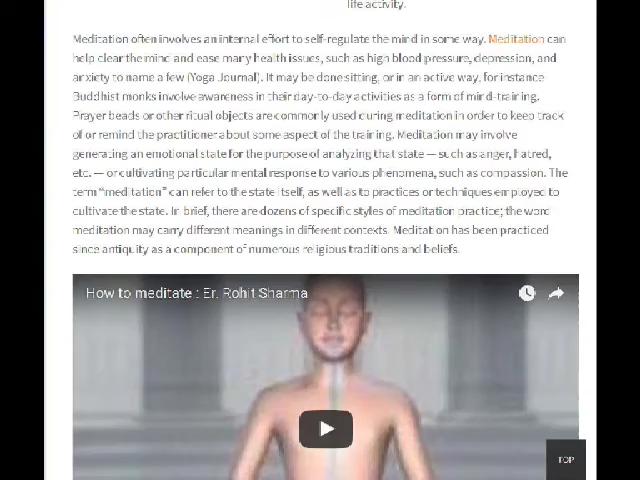 life activity.
Meditation often involves an internal effort to self-regulate the mind in some way. Meditation can
help clear the mind and ease many health issues, such as high blood pressure, depression, and
anxiety to name a few (Yoga Journal). It may be done sitting, or in an active way, for instance
Buddhist monks involve awareness in their day-to-day activities as a form of mind-training.
Prayer beads or other ritual objects are commonly used during meditation in order to keep track
of or remind the practitioner about some aspect of the training. Meditation may involve
generating an emotional state for the purpose of analyzing that state — such as anger, hatred,
etc. — or cultivating particular mental response to various phenomena, such as compassion. The
term “meditation” can refer to the state itself, as well as to practices or techniques employed to
cultivate the state. In brief, there are dozens of specific styles of meditation practice; the word
meditation may carry different meanings in different contexts. Meditation has been practiced
since antiquity as a component of numerous religious traditions and beliefs.
How to meditate : Er. Rohit Sharma
TOP